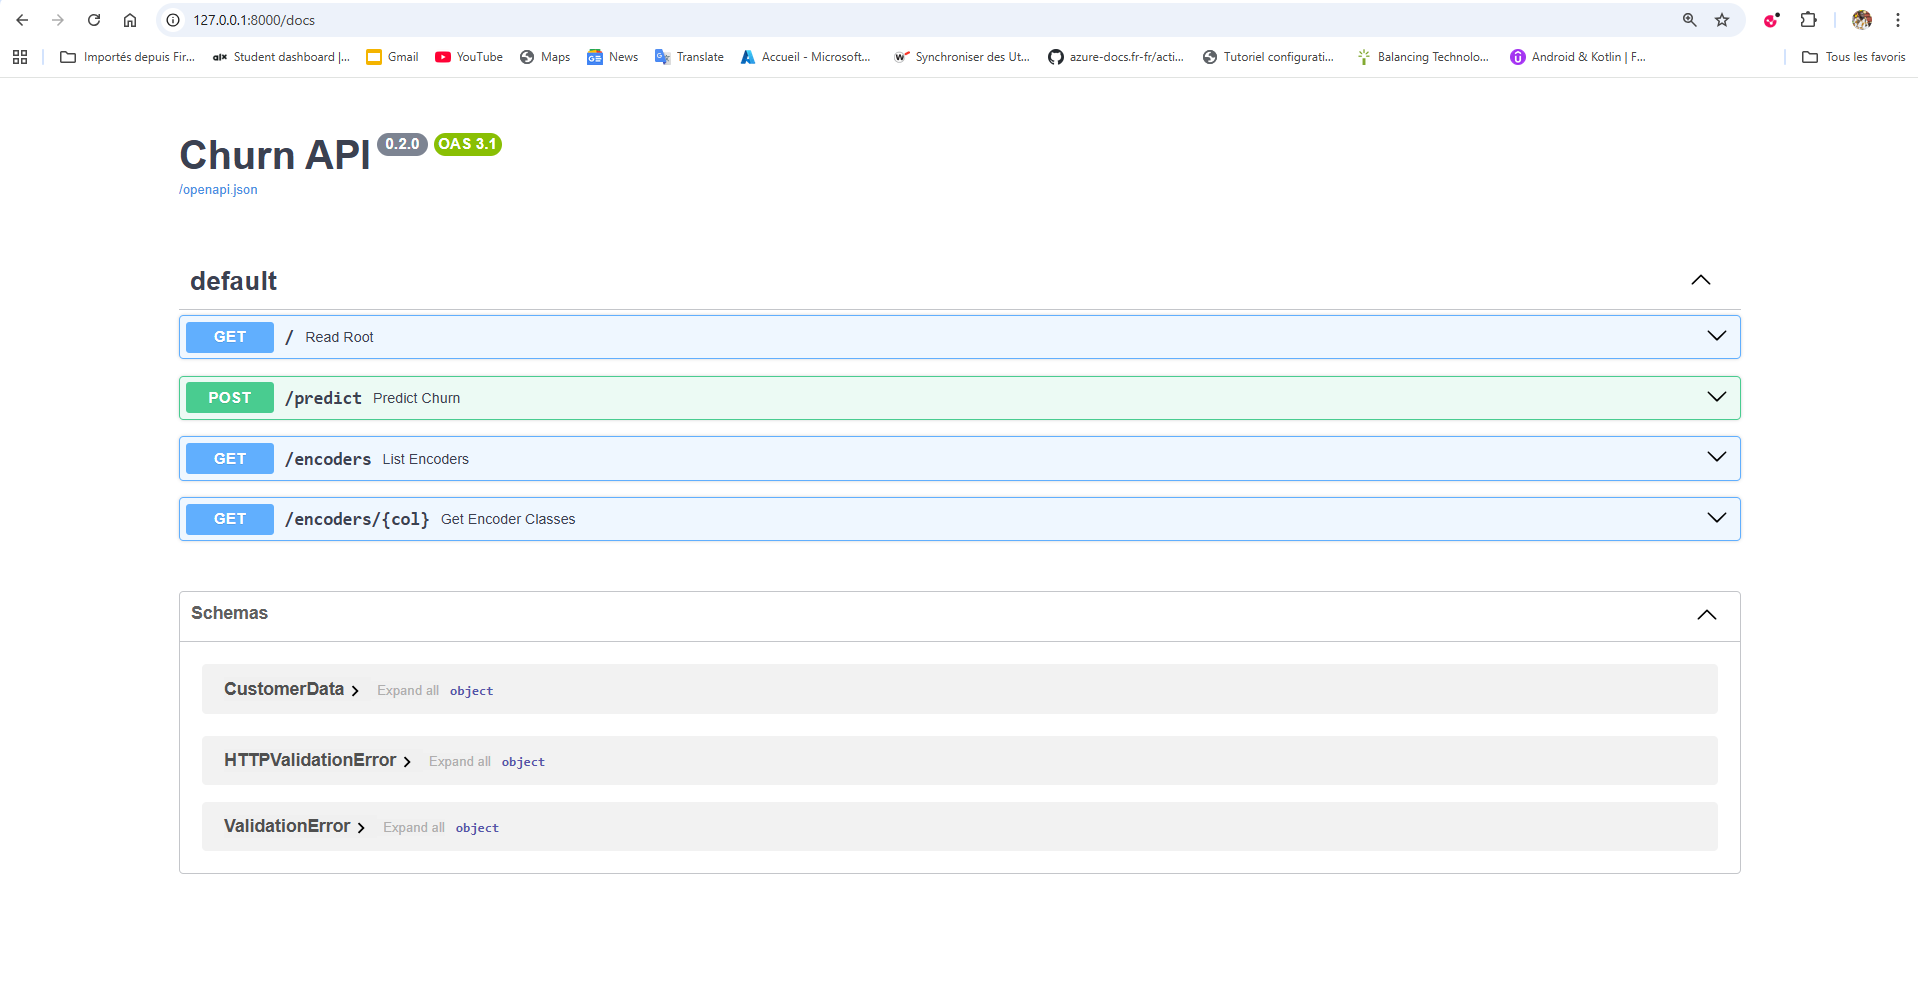 127.0.0.1:8000/docs
Importés depuis Fir... alx Student dashboard |... Gmail YouTube Maps News Translate Accueil - Microsoft... Synchroniser des Ut... azure-docs.fr-fr/acti... Tutoriel configurati... Balancing Technolo... Android & Kotlin | F... Tous les favoris
Churn API 0.2.0 OAS 3.1
/openapi.json
default
GET / Read Root
POST /predict Predict Churn
GET /encoders List Encoders
GET /encoders/{col} Get Encoder Classes
Schemas
CustomerData Expand all object
HTTPValidationError Expand all object
ValidationError Expand all object